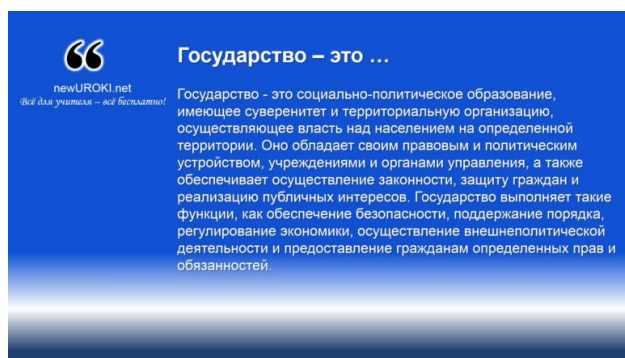 ❝
newUROKI.net
Всё для учителя – всё бесплатно!
Государство – это …
Государство - это социально-политическое образование,
имеющее суверенитет и территориальную организацию,
осуществляющее власть над населением на определенной
территории. Оно обладает своим правовым и политическим
устройством, учреждениями и органами управления, а также
обеспечивает осуществление законности, защиту граждан и
реализацию публичных интересов. Государство выполняет такие
функции, как обеспечение безопасности, поддержание порядка,
регулирование экономики, осуществление внешнеполитической
деятельности и предоставление гражданам определенных прав и
обязанностей.